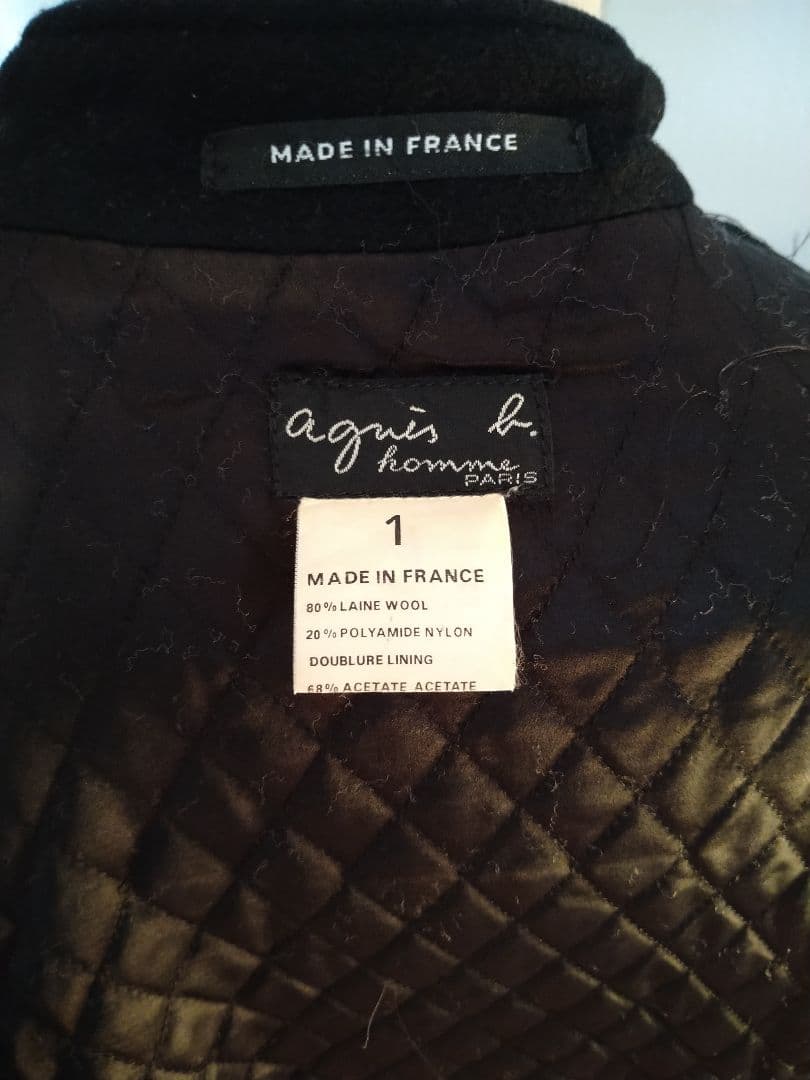 MADE IN FRANCE
agnès b.
homme
PARIS
1
MADE IN FRANCE
80% LAINE WOOL
20% POLYAMIDE NYLON
DOUBLURE LINING
68% ACETATE ACETATE